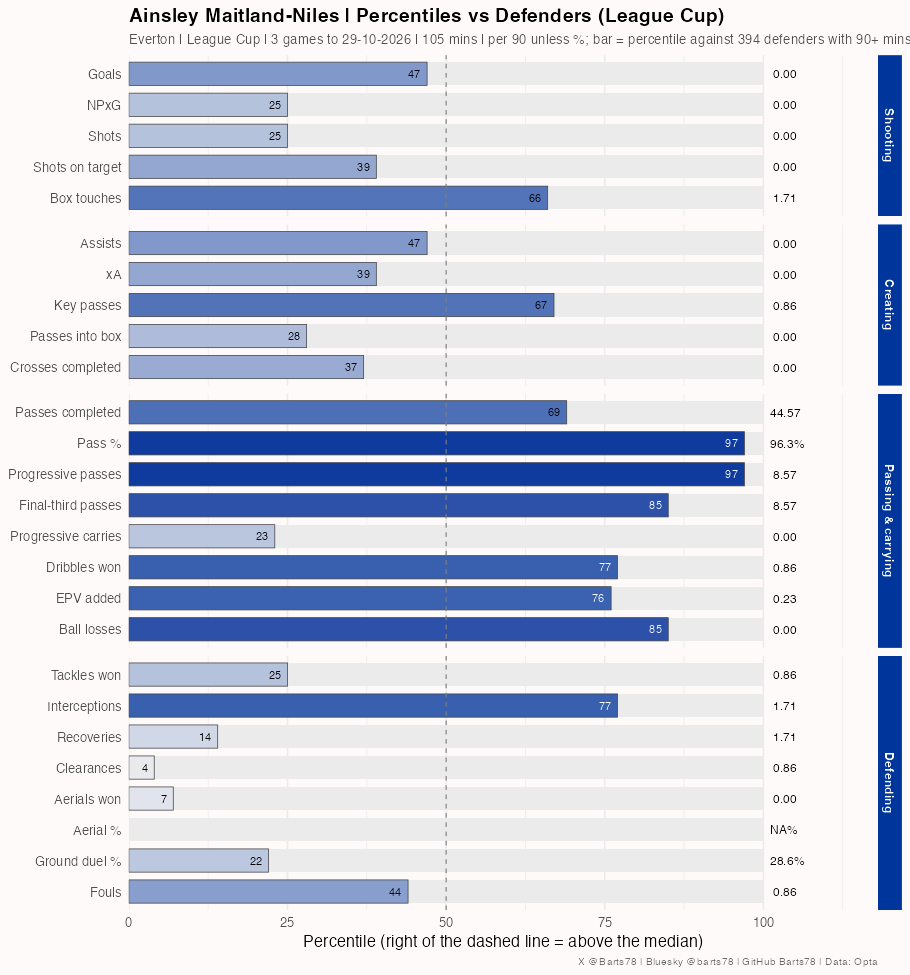 Ainsley Maitland-Niles | Percentiles vs Defenders (League Cup)
Everton | League Cup | 3 games to 29-10-2026 | 105 mins | per 90 unless %; bar = percentile against 394 defenders with 90+ mins
Goals 47 0.00
NPxG 25 0.00
Shots 25 0.00
Shots on target 39 0.00
Box touches 66 1.71
Shooting
Assists 47 0.00
xA 39 0.00
Key passes 67 0.86
Passes into box 28 0.00
Crosses completed 37 0.00
Creating
Passes completed 69 44.57
Pass % 97 96.3%
Progressive passes 97 8.57
Final-third passes 85 8.57
Progressive carries 23 0.00
Dribbles won 77 0.86
EPV added 76 0.23
Ball losses 85 0.00
Passing & carrying
Tackles won 25 0.86
Interceptions 77 1.71
Recoveries 14 1.71
Clearances 4 0.86
Aerials won 7 0.00
Aerial % NA%
Ground duel % 22 28.6%
Fouls 44 0.86
Defending
0 25 50 75 100
Percentile (right of the dashed line = above the median)
X @Barts78 | Bluesky @barts78 | GitHub Barts78 | Data: Opta